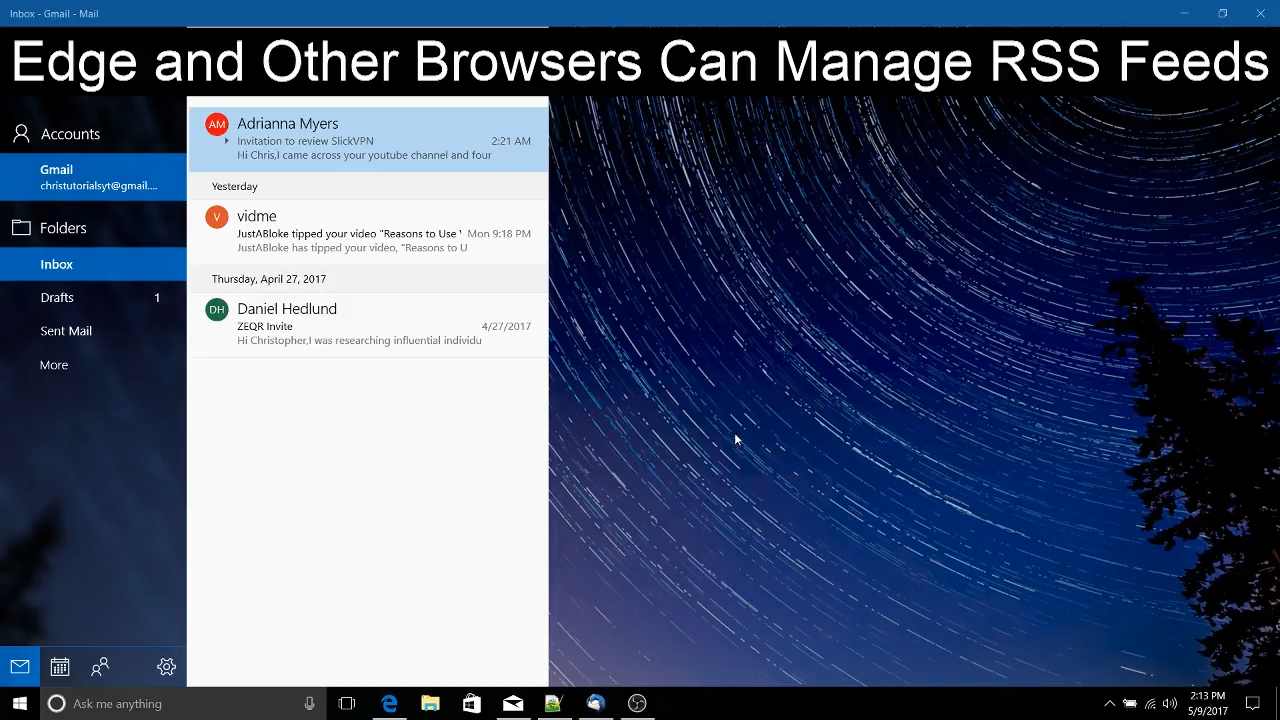 Inbox - Gmail - Mail
Edge and Other Browsers Can Manage RSS Feeds
Accounts
Gmail
christutorialsyt@gmail....
Folders
Inbox
Drafts 1
Sent Mail
More
AM Adrianna Myers
Invitation to review SlickVPN 2:21 AM
Hi Chris,I came across your youtube channel and four
Yesterday
V vidme
JustABloke tipped your video "Reasons to Use ' Mon 9:18 PM
JustABloke has tipped your video, "Reasons to U
Thursday, April 27, 2017
DH Daniel Hedlund
ZEQR Invite 4/27/2017
Hi Christopher,I was researching influential individu
Ask me anything
2:13 PM
5/9/2017